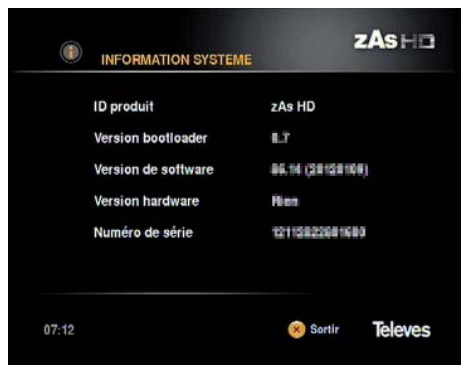 zAs HD
INFORMATION SYSTEME
ID produit zAs HD
Version bootloader
Version de software
Version hardware Rien
Numéro de série
07:12 Sortir Televes